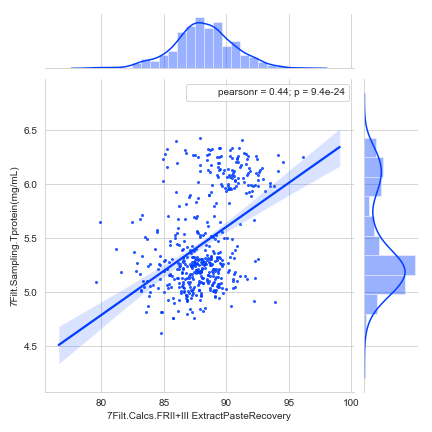 pearsonr = 0.44; p = 9.4e-24
7Filt.Sampling.Tprotein(mg/mL)
6.5
6.0
5.5
5.0
4.5
80 85 90 95 100
7Filt.Calcs.FRII+III ExtractPasteRecovery